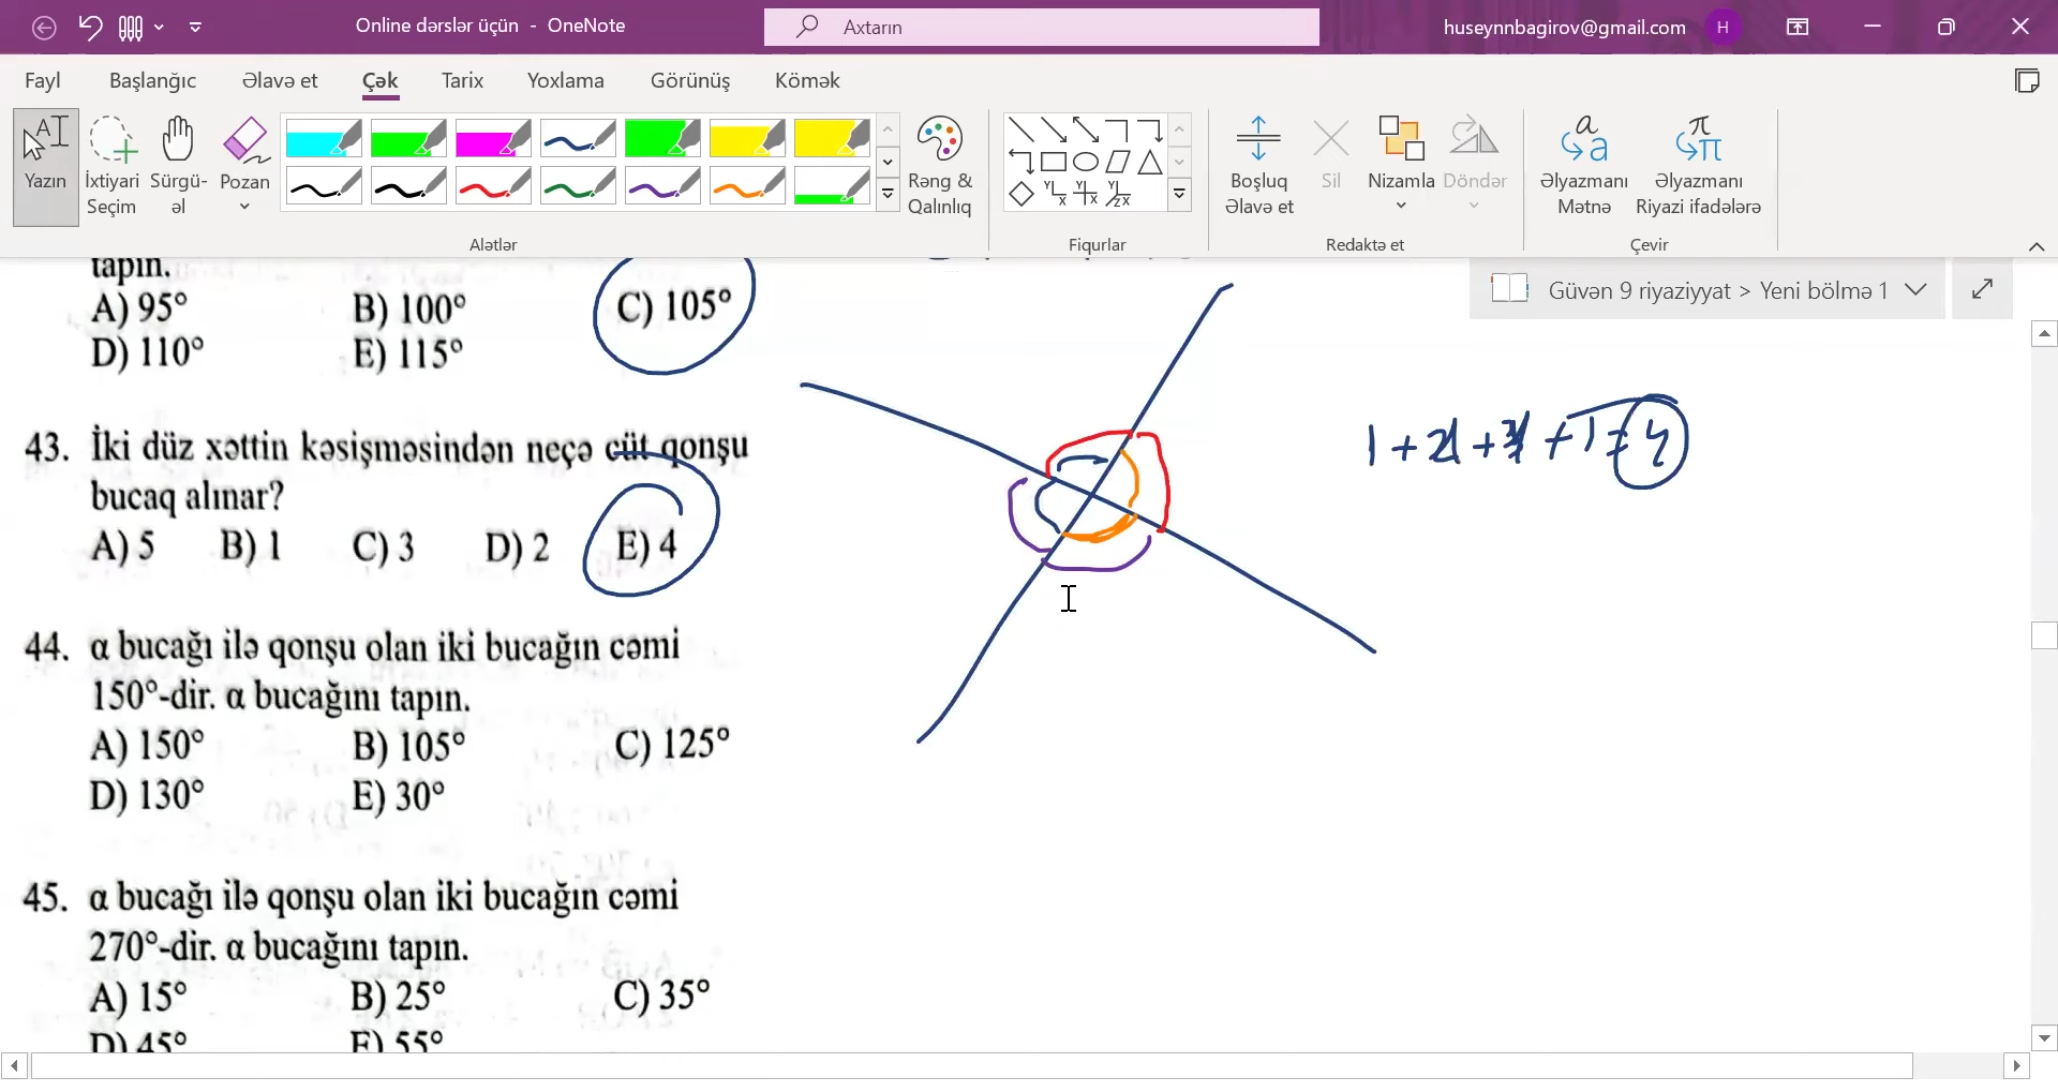 Online dərslər üçün - OneNote
Axtarın
huseynnbagirov@gmail.com
H
Fayl Başlanğıc Əlavə et Çək Tarix Yoxlama Görünüş Kömək
Yazın
İxtiyari Seçim
Sürgü-əl
Pozan
Rəng & Qalınlıq
Boşluq Əlavə et
Sil
Nizamla
Döndər
Əlyazmanı Mətnə
Əlyazmanı Riyazi ifadələrə
Alətlər
Fiqurlar
Redaktə et
Çevir
Güvən 9 riyaziyyat > Yeni bölmə 1
tapın.
A) 95° B) 100° C) 105°
D) 110° E) 115°
43. İki düz xəttin kəsişməsindən neçə cüt qonşu
bucaq alınar?
A) 5 B) 1 C) 3 D) 2 E) 4
44. α bucağı ilə qonşu olan iki bucağın cəmi
150°-dir. α bucağını tapın.
A) 150° B) 105° C) 125°
D) 130° E) 30°
45. α bucağı ilə qonşu olan iki bucağın cəmi
270°-dir. α bucağını tapın.
A) 15° B) 25° C) 35°
D) 45° E) 55°